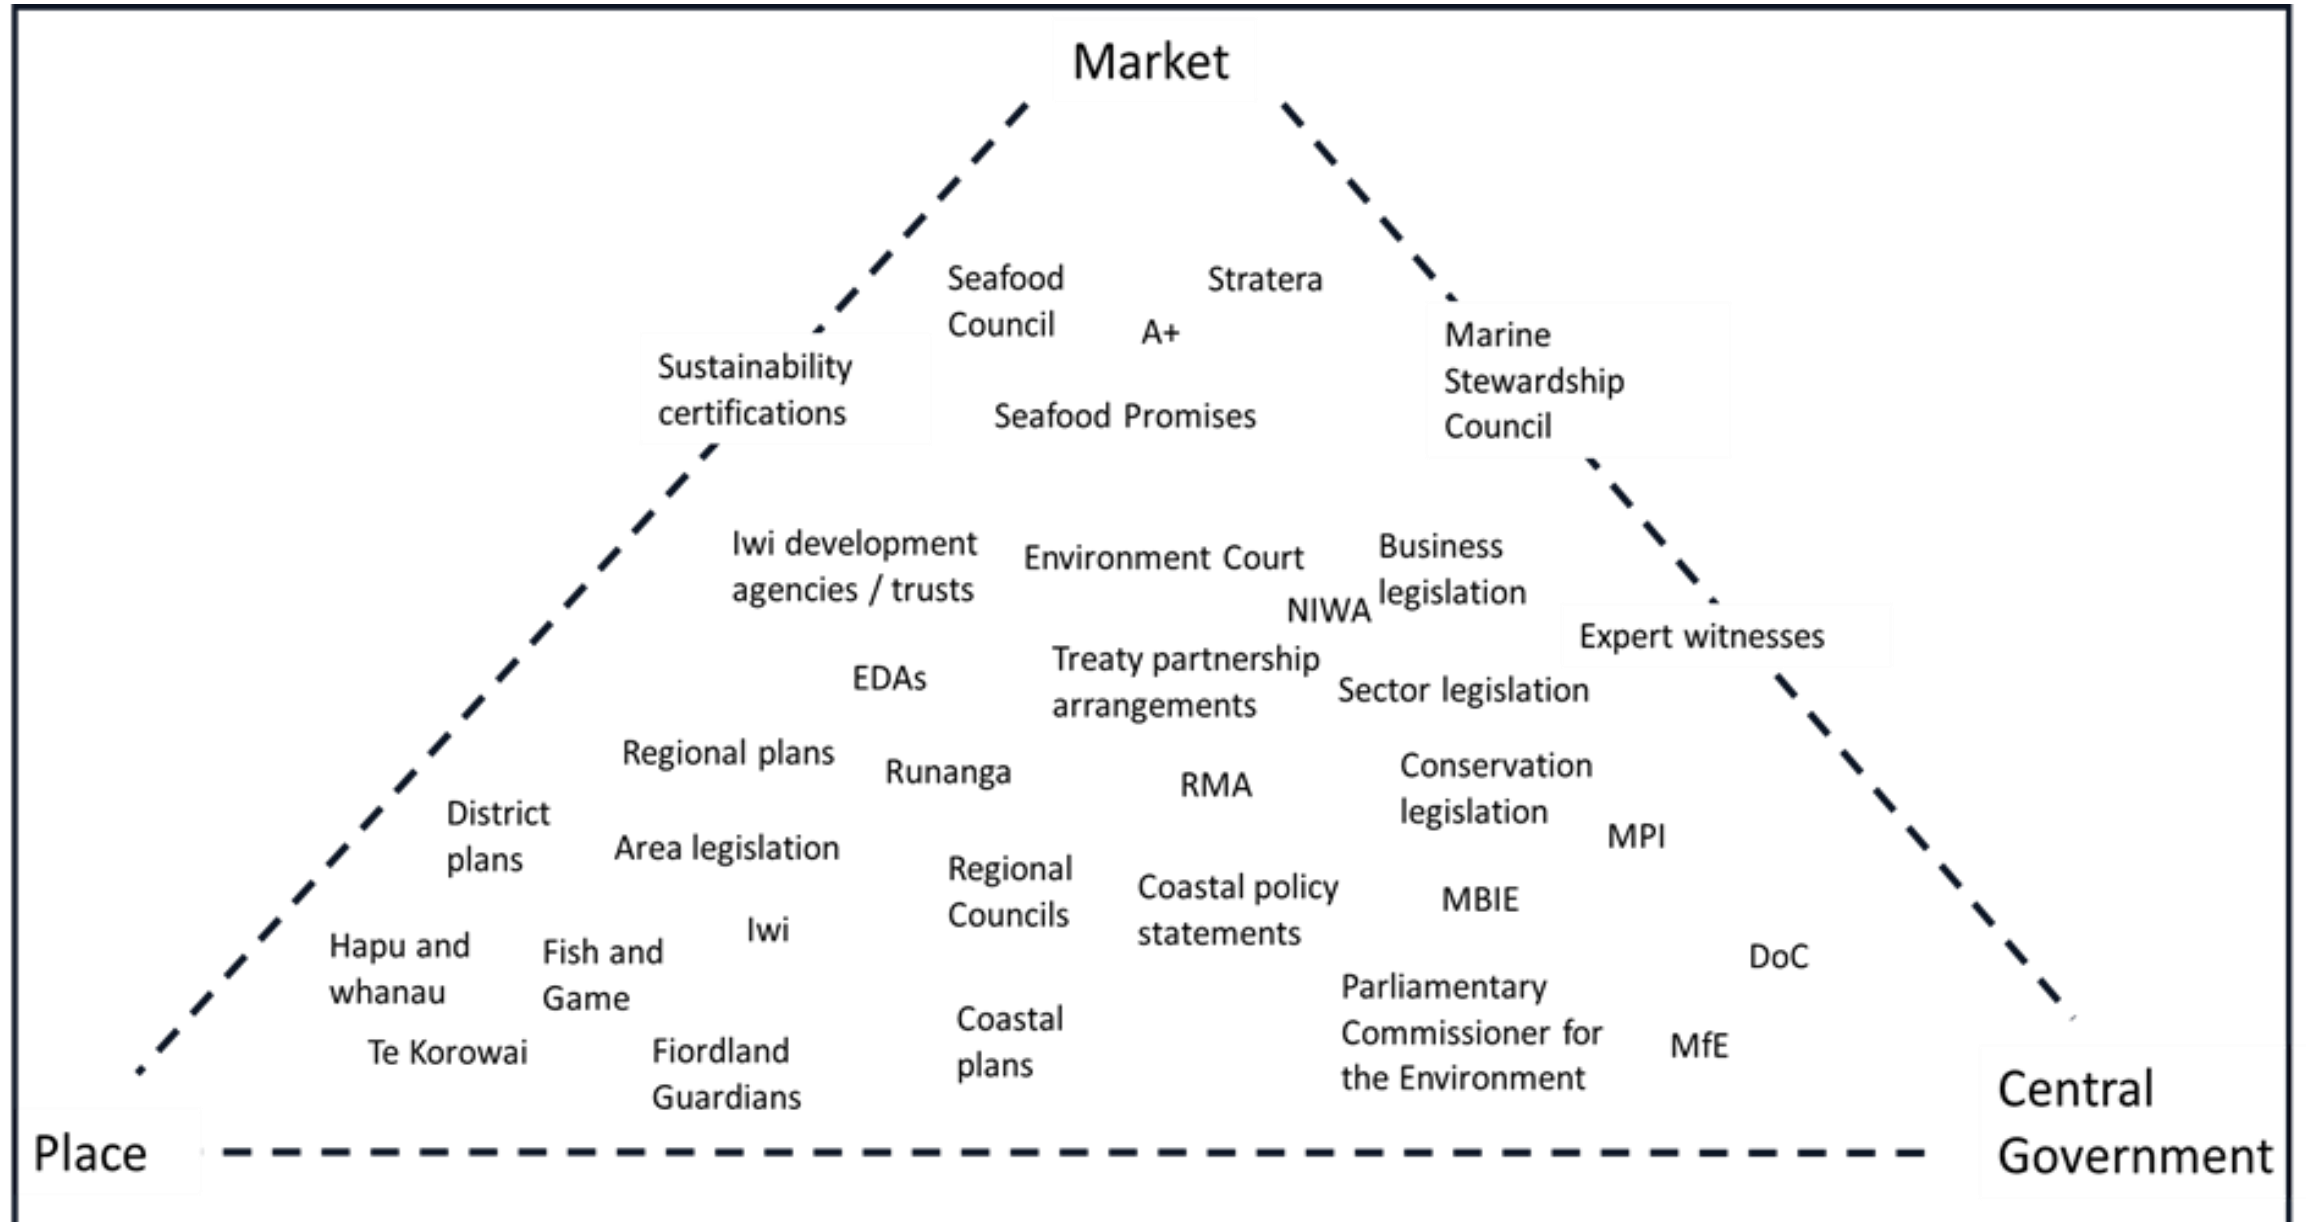 Market
Seafood
Council
Stratera
A+
Marine
Stewardship
Council
Sustainability
certifications
Seafood Promises
Iwi development
agencies / trusts
Environment Court
Business
legislation
NIWA
Expert witnesses
EDAs
Treaty partnership
arrangements
Sector legislation
Regional plans
Runanga
RMA
Conservation
legislation
MPI
District
plans
Area legislation
Regional
Councils
Coastal policy
statements
MBIE
Iwi
Hapu and
whanau
Fish and
Game
DoC
Parliamentary
Commissioner for
the Environment
MfE
Te Korowai
Fiordland
Guardians
Coastal
plans
Place
Central
Government